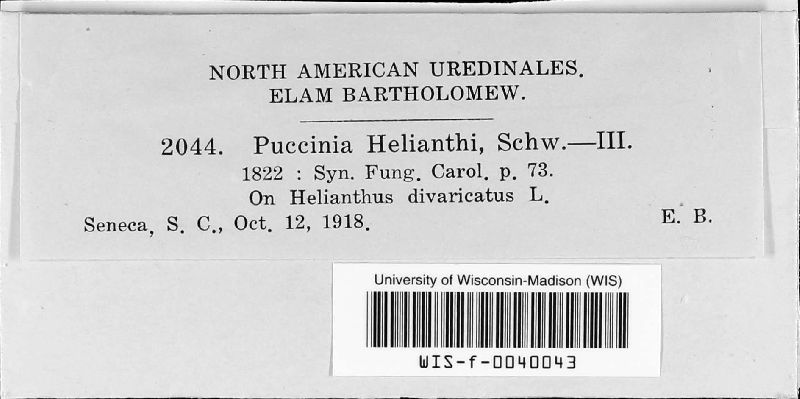 NORTH AMERICAN UREDINALES.
ELAM BARTHOLOMEW.
2044. Puccinia Helianthi, Schw.—III.
1822 : Syn. Fung. Carol. p. 73.
On Helianthus divaricatus L.
Seneca, S. C., Oct. 12, 1918. E. B.
University of Wisconsin-Madison (WIS)
WIS-f-0040043